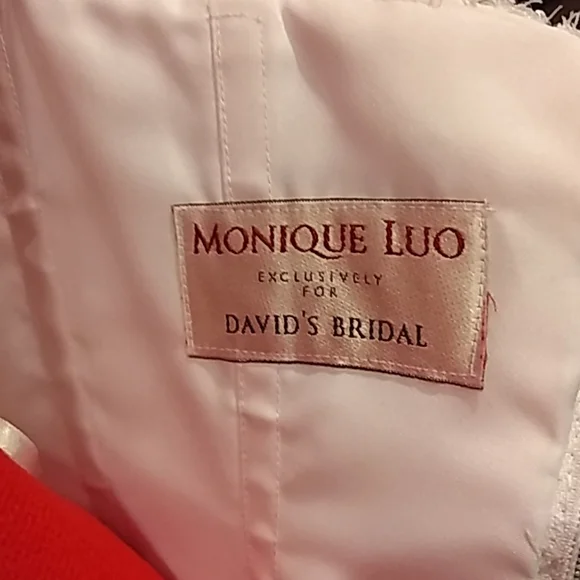 MONIQUE LUO
EXCLUSIVELY
FOR
DAVID'S BRIDAL